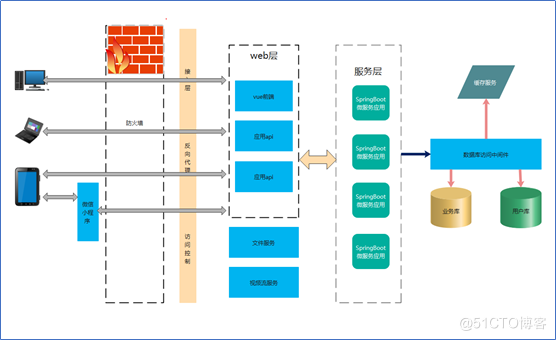 web层
服务层
接入层
反向代理
访问控制
防火墙
微信
小程
序
vue前端
应用api
应用api
文件服务
视频流服务
SpringBoot
微服务应用
SpringBoot
微服务应用
SpringBoot
微服务应用
SpringBoot
微服务应用
缓存服务
数据库访问中间件
业务库
用户库
@51CTO博客